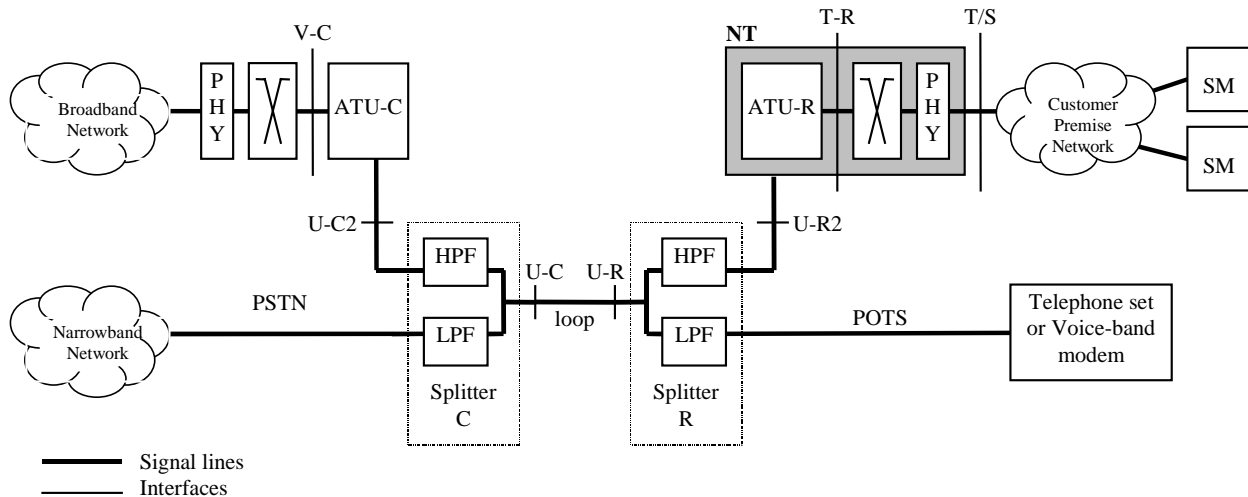 V-C
NT
T-R
T/S
Broadband
Network
P
H
Y
ATU-C
ATU-R
P
H
Y
Customer
Premise
Network
SM
SM
U-C2
U-R2
HPF
HPF
U-C
U-R
loop
PSTN
Narrowband
Network
LPF
LPF
POTS
Telephone set
or Voice-band
modem
Splitter
C
Splitter
R
Signal lines
Interfaces